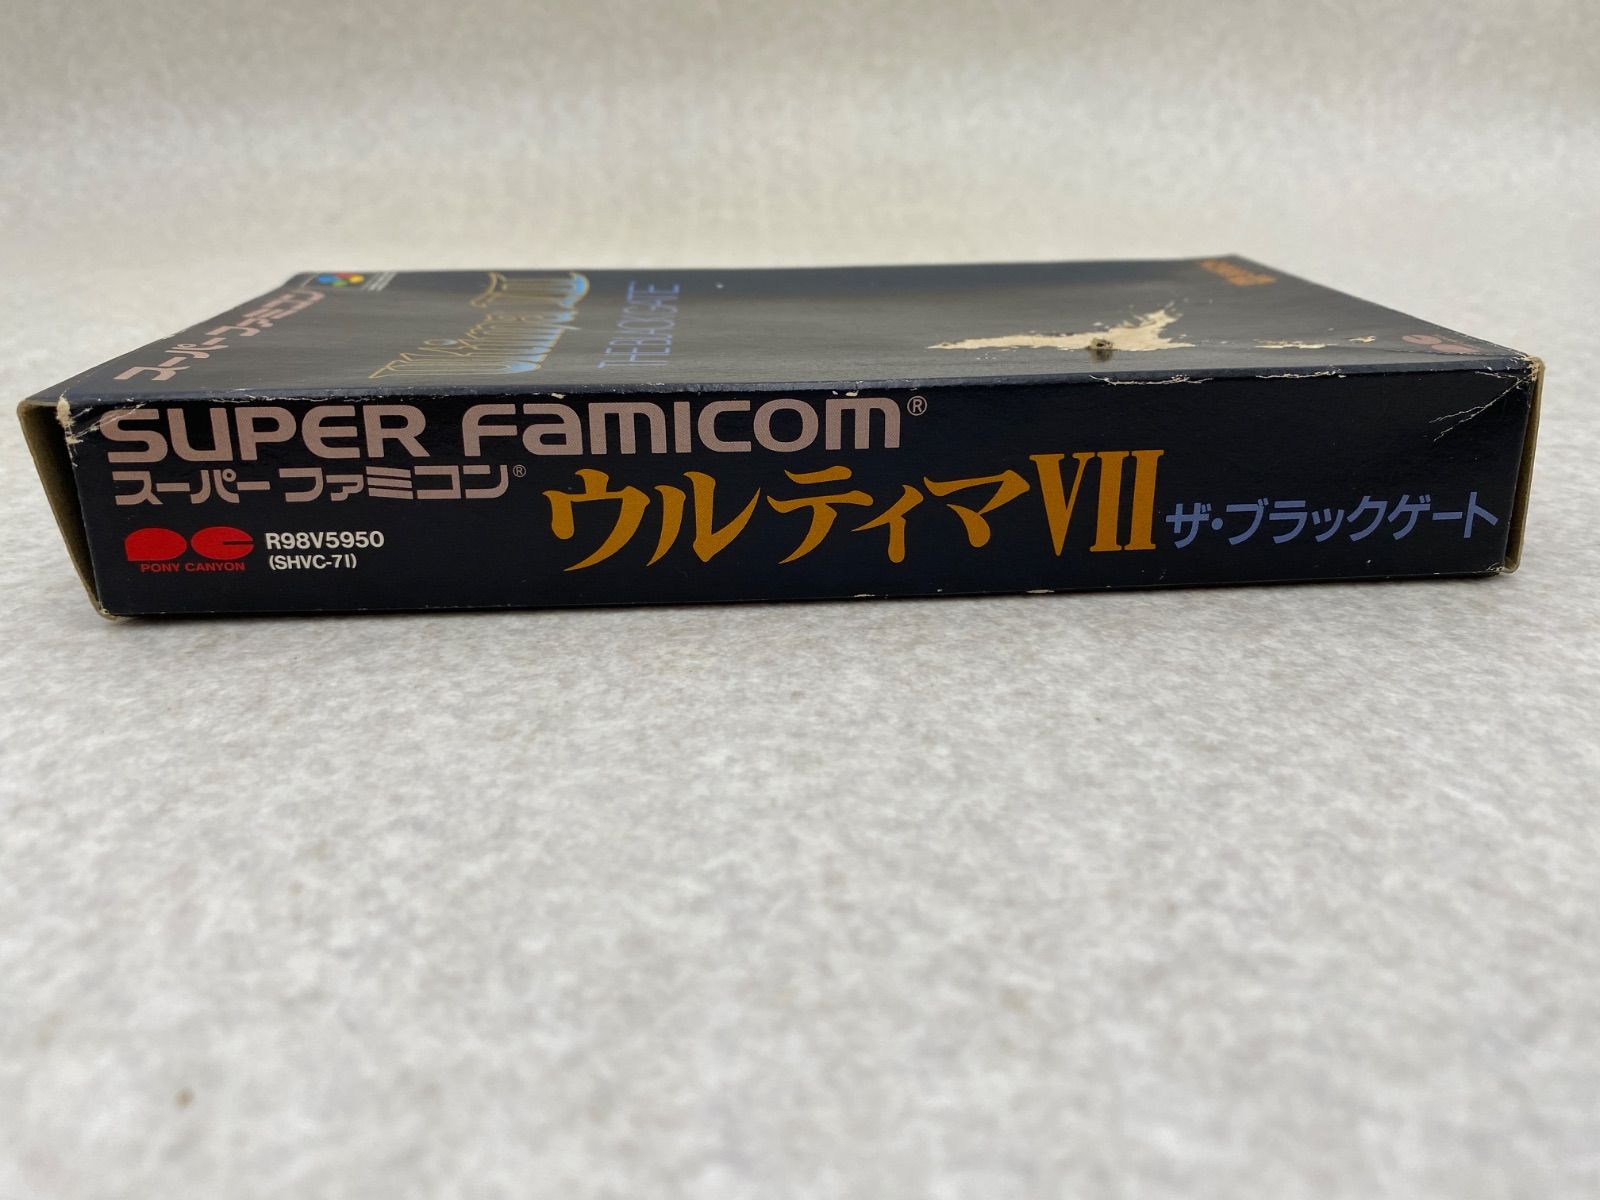 スーパーファミコン
Ultima VII
THE BLACK GATE
SUPER FAMICOM®
スーパーファミコン®
PONY CANYON
R98V5950
(SHVC-7I)
ウルティマVII ザ・ブラックゲート